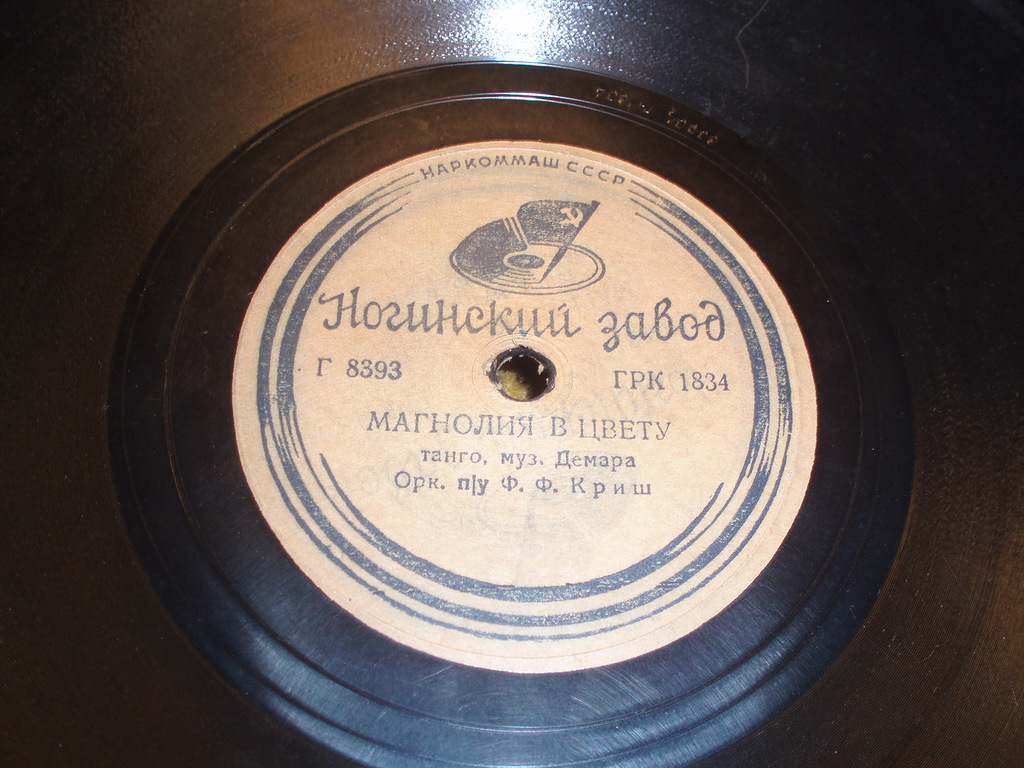 НАРКОММАШ СССР
Ногинский завод
Г 8393 ГРК 1834
МАГНОЛИЯ В ЦВЕТУ
танго, муз. Демара
Орк. п/у Ф. Ф. Криш